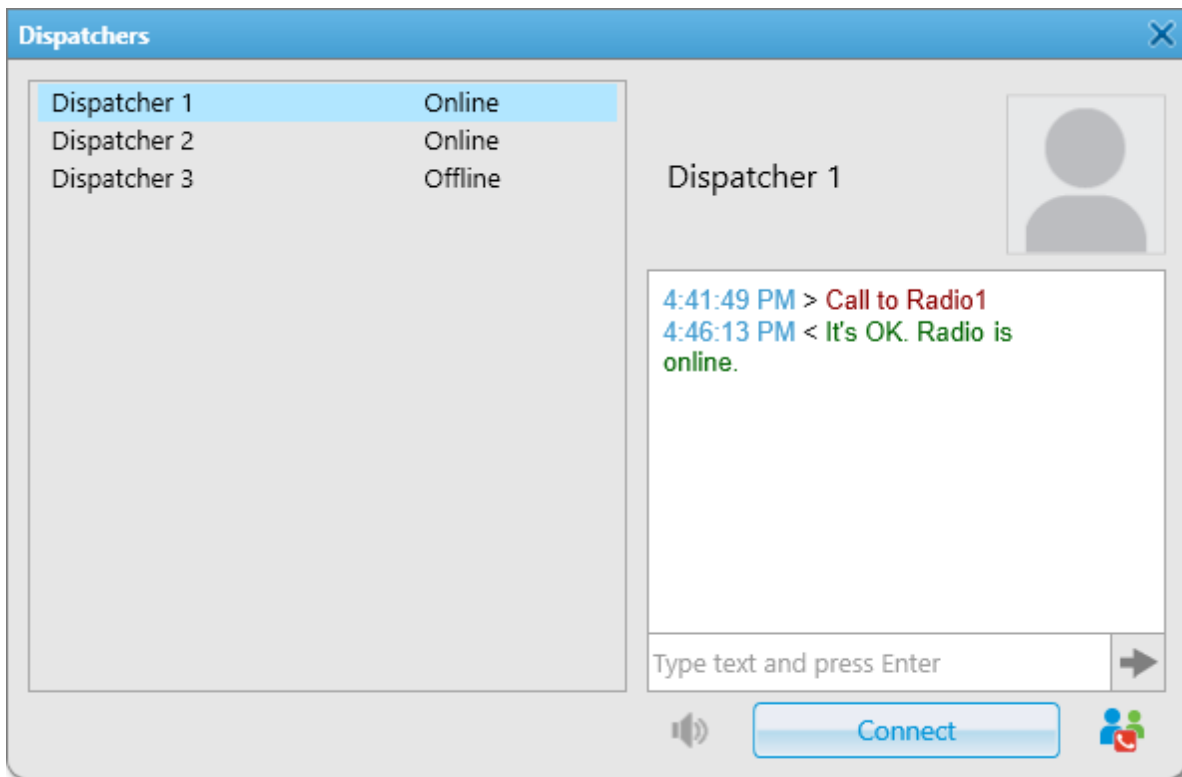 Dispatchers
Dispatcher 1 Online
Dispatcher 2 Online
Dispatcher 3 Offline
Dispatcher 1
4:41:49 PM > Call to Radio1
4:46:13 PM < It's OK. Radio is
online.
Type text and press Enter
Connect